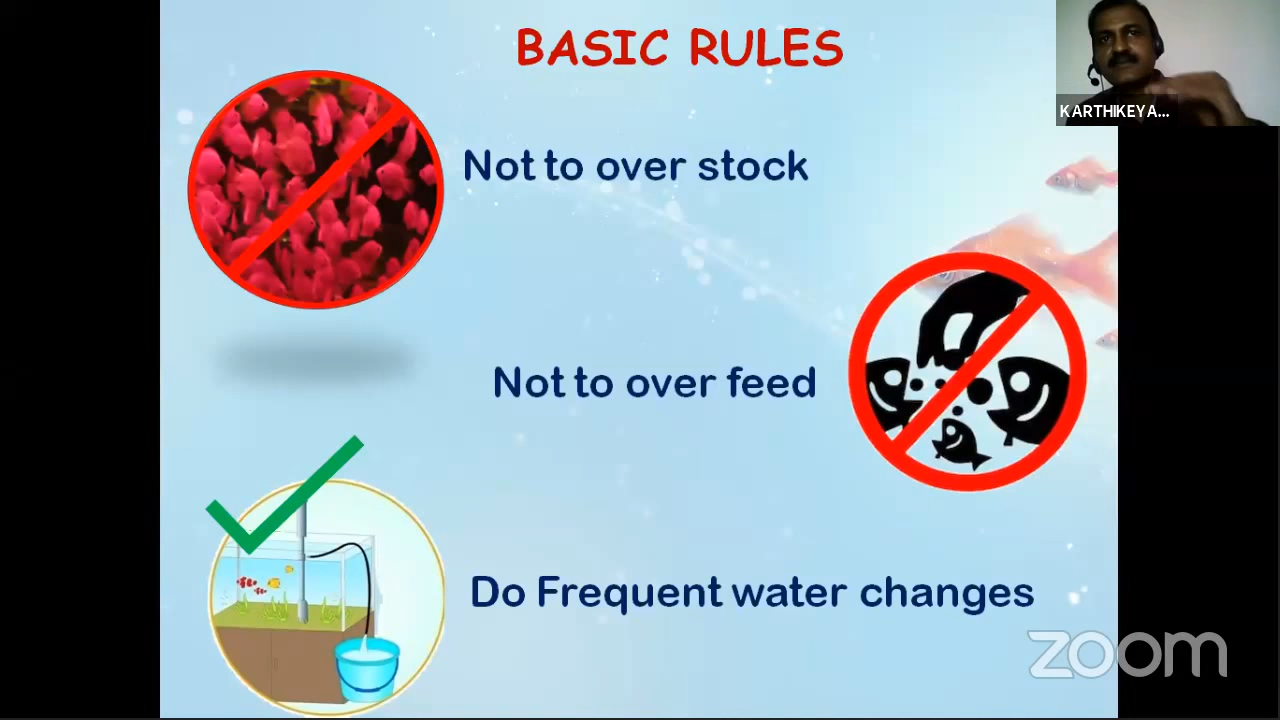 BASIC RULES
KARTHIKEYA...
Not to over stock
Not to over feed
Do Frequent water changes
zoom